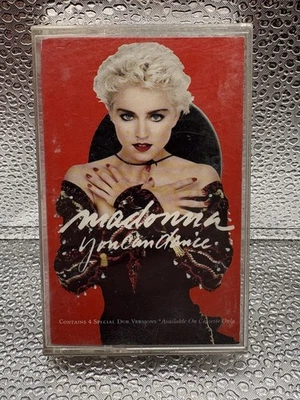 madonna
you can dance
Contains 4 Special Dub Versions *Available On Cassette Only